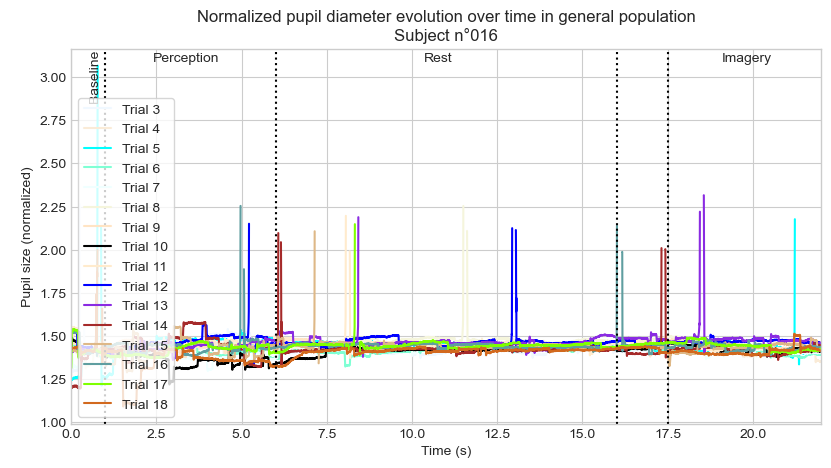 Normalized pupil diameter evolution over time in general population
Subject n°016
Baseline
Perception
Rest
Imagery
Pupil size (normalized)
3.00
2.75
2.50
2.25
2.00
1.75
1.50
1.25
1.00
Trial 3
Trial 4
Trial 5
Trial 6
Trial 7
Trial 8
Trial 9
Trial 10
Trial 11
Trial 12
Trial 13
Trial 14
Trial 15
Trial 16
Trial 17
Trial 18
0.0 2.5 5.0 7.5 10.0 12.5 15.0 17.5 20.0
Time (s)